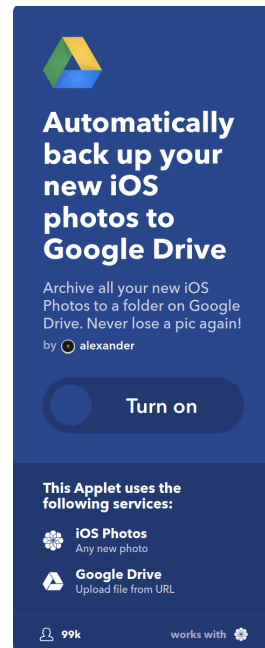 Automatically
back up your
new iOS
photos to
Google Drive
Archive all your new iOS
Photos to a folder on Google
Drive. Never lose a pic again!
by alexander
Turn on
This Applet uses the
following services:
iOS Photos
Any new photo
Google Drive
Upload file from URL
99k works with